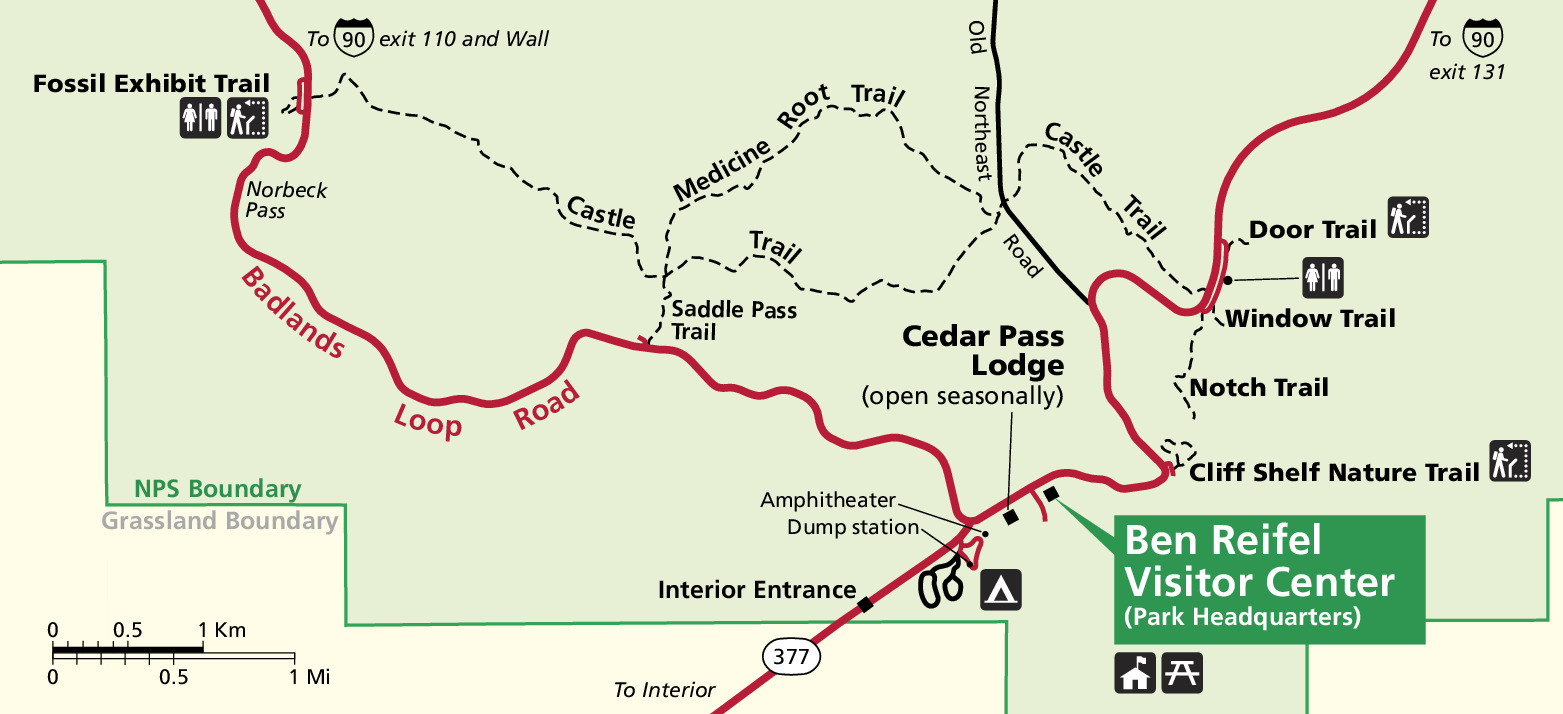 To 90 exit 110 and Wall
Fossil Exhibit Trail
Norbeck
Pass
Castle
Trail
Medicine Root Trail
Old
Northeast
Road
Castle
Trail
To 90
exit 131
Door Trail
Window Trail
Notch Trail
Cliff Shelf Nature Trail
Saddle Pass
Trail
Badlands
Loop
Road
Cedar Pass
Lodge
(open seasonally)
Amphitheater
Dump station
Interior Entrance
Ben Reifel
Visitor Center
(Park Headquarters)
NPS Boundary
Grassland Boundary
0 0.5 1 Km
0 0.5 1 Mi
377
To Interior